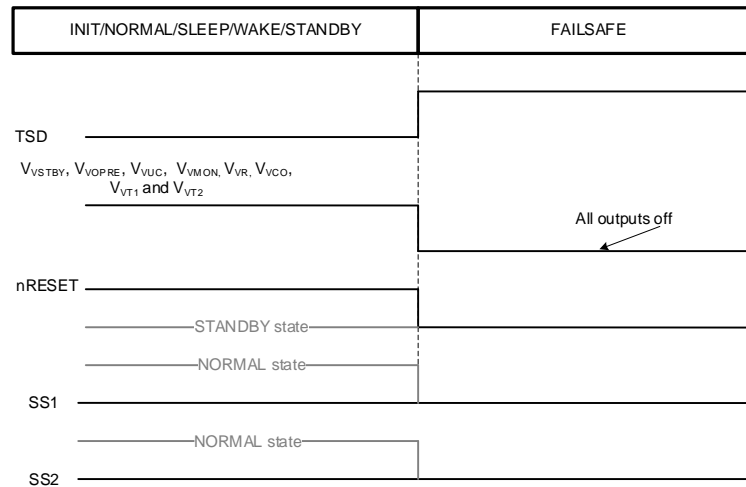 INIT/NORMAL/SLEEP/WAKE/STANDBY
FAILSAFE
TSD
VVSTBY, VVOPRE, VVUC, VVMON, VVR, VVCO,
VVT1 and VVT2
All outputs off
nRESET
STANDBY state
NORMAL state
SS1
NORMAL state
SS2